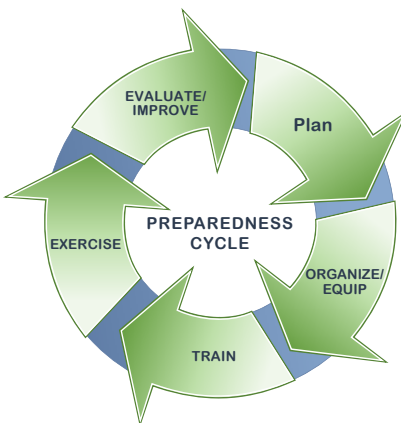 EVALUATE/
IMPROVE
Plan
PREPAREDNESS
CYCLE
EXERCISE
ORGANIZE/
EQUIP
TRAIN